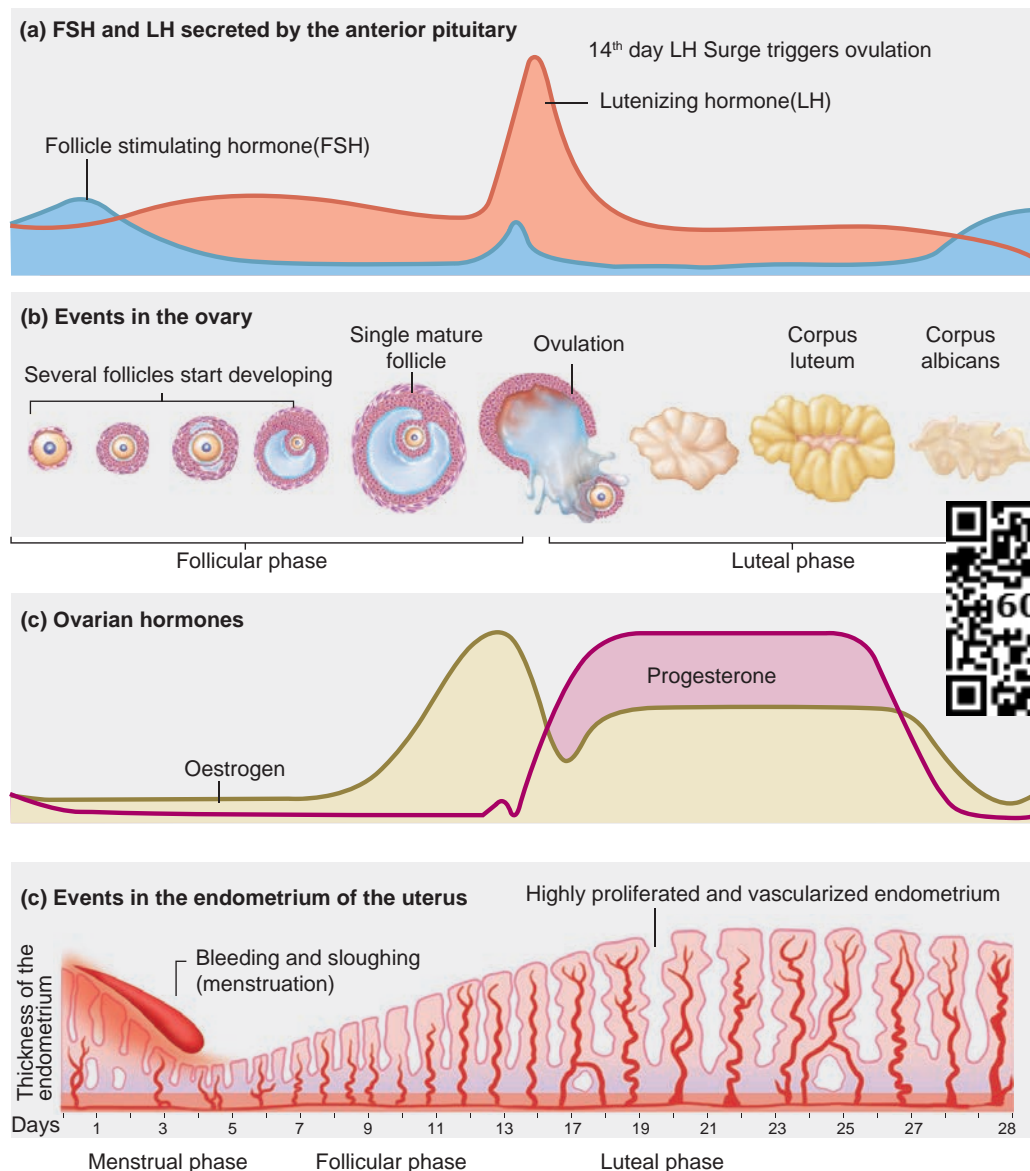 (a) FSH and LH secreted by the anterior pituitary
14th day LH Surge triggers ovulation
Lutenizing hormone(LH)
Follicle stimulating hormone(FSH)
(b) Events in the ovary
Single mature
follicle
Ovulation
Corpus
luteum
Corpus
albicans
Several follicles start developing
Follicular phase
Luteal phase
(c) Ovarian hormones
Progesterone
Oestrogen
(c) Events in the endometrium of the uterus
Highly proliferated and vascularized endometrium
Bleeding and sloughing
(menstruation)
Thickness of the
endometrium
Days 1 3 5 7 9 11 13 17 19 21 23 25 27 28
Menstrual phase Follicular phase Luteal phase